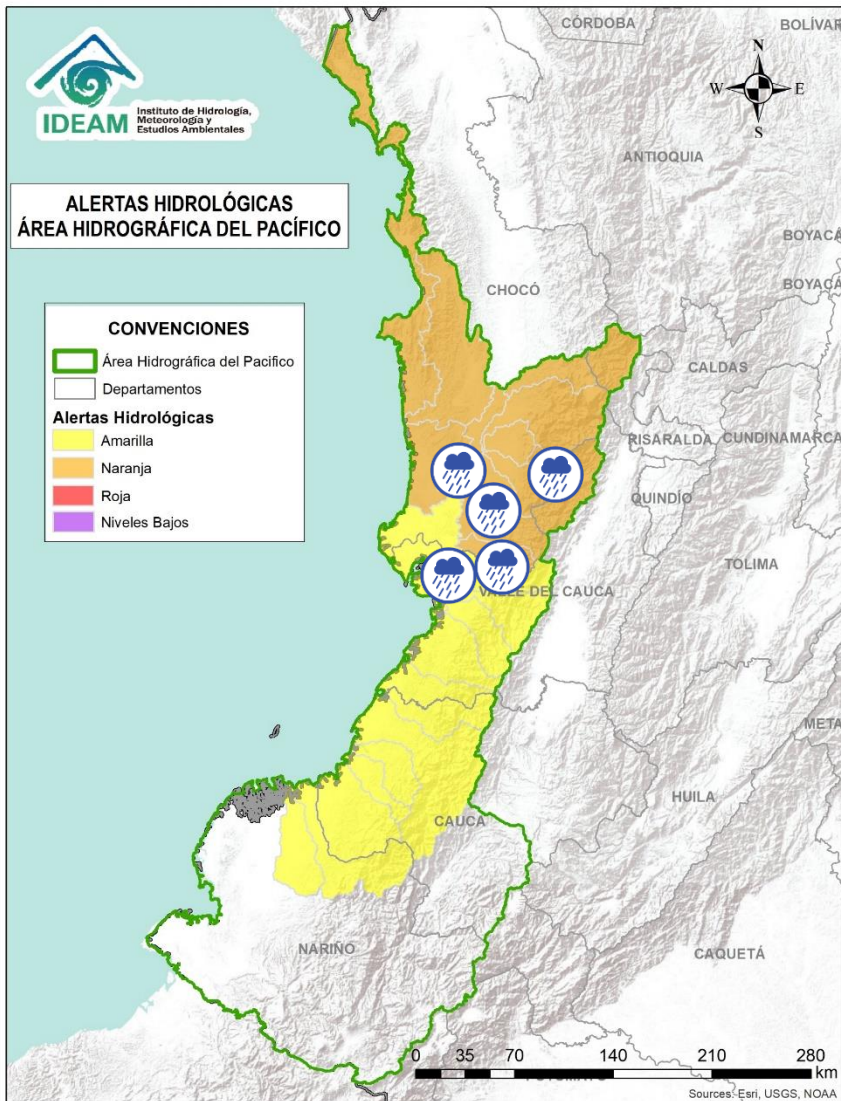 IDEAM
Instituto de Hidrología,
Meteorología y
Estudios Ambientales
ALERTAS HIDROLÓGICAS
ÁREA HIDROGRÁFICA DEL PACÍFICO
CONVENCIONES
Área Hidrográfica del Pacifico
Departamentos
Alertas Hidrológicas
Amarilla
Naranja
Roja
Niveles Bajos
N
W
E
S
CÓRDOBA
BOLÍVAR
ANTIOQUIA
BOYACÁ
BOYACÁ
CHOCÓ
CALDAS
RISARALDA
CUNDINAMARCA
QUINDÍO
TOLIMA
VALLE DEL CAUCA
META
HUILA
CAUCA
NARIÑO
CAQUETÁ
0 35 70 140 210 280
km
Sources: Esri, USGS, NOAA